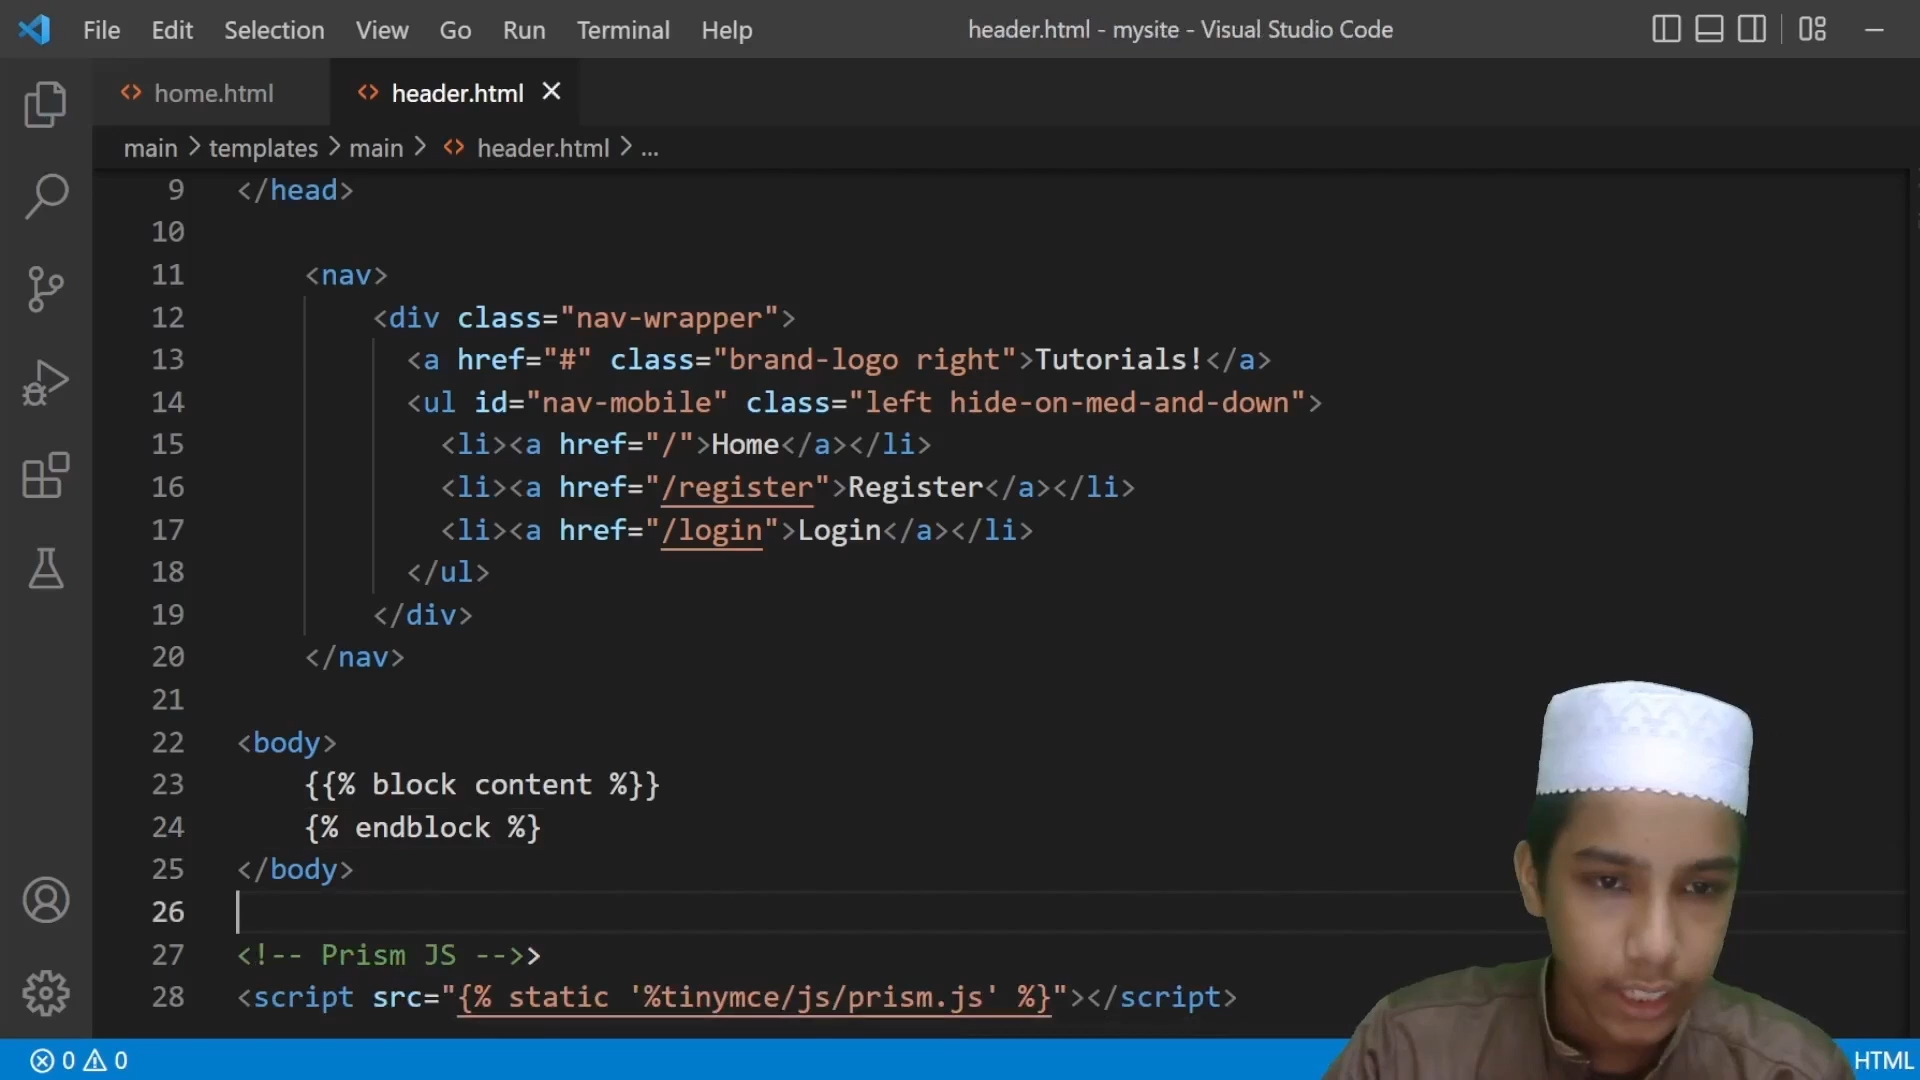 File Edit Selection View Go Run Terminal Help header.html - mysite - Visual Studio Code
home.html header.html
main > templates > main > header.html > ...
9 </head>
10
11 <nav>
12 <div class="nav-wrapper">
13 <a href="#" class="brand-logo right">Tutorials!</a>
14 <ul id="nav-mobile" class="left hide-on-med-and-down">
15 <li><a href="/">Home</a></li>
16 <li><a href="/register">Register</a></li>
17 <li><a href="/login">Login</a></li>
18 </ul>
19 </div>
20 </nav>
21
22 <body>
23 {{% block content %}}
24 {% endblock %}
25 </body>
26
27 <!-- Prism JS -->>
28 <script src="{% static '%tinymce/js/prism.js' %}"></script>
0 0 HTML